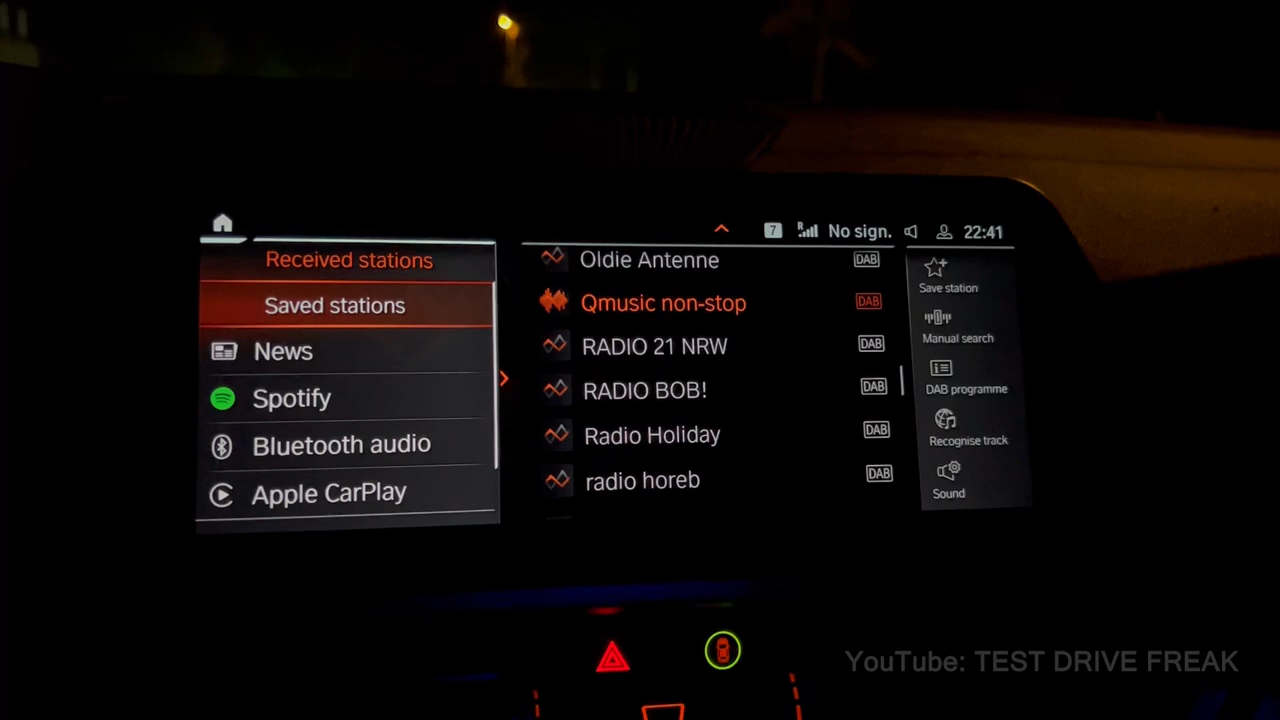 7 R No sign. 22:41
Received stations
Saved stations
News
Spotify
Bluetooth audio
Apple CarPlay
Oldie Antenne DAB
Qmusic non-stop DAB
RADIO 21 NRW DAB
RADIO BOB! DAB
Radio Holiday DAB
radio horeb DAB
Save station
Manual search
DAB programme
Recognise track
Sound
YouTube: TEST DRIVE FREAK